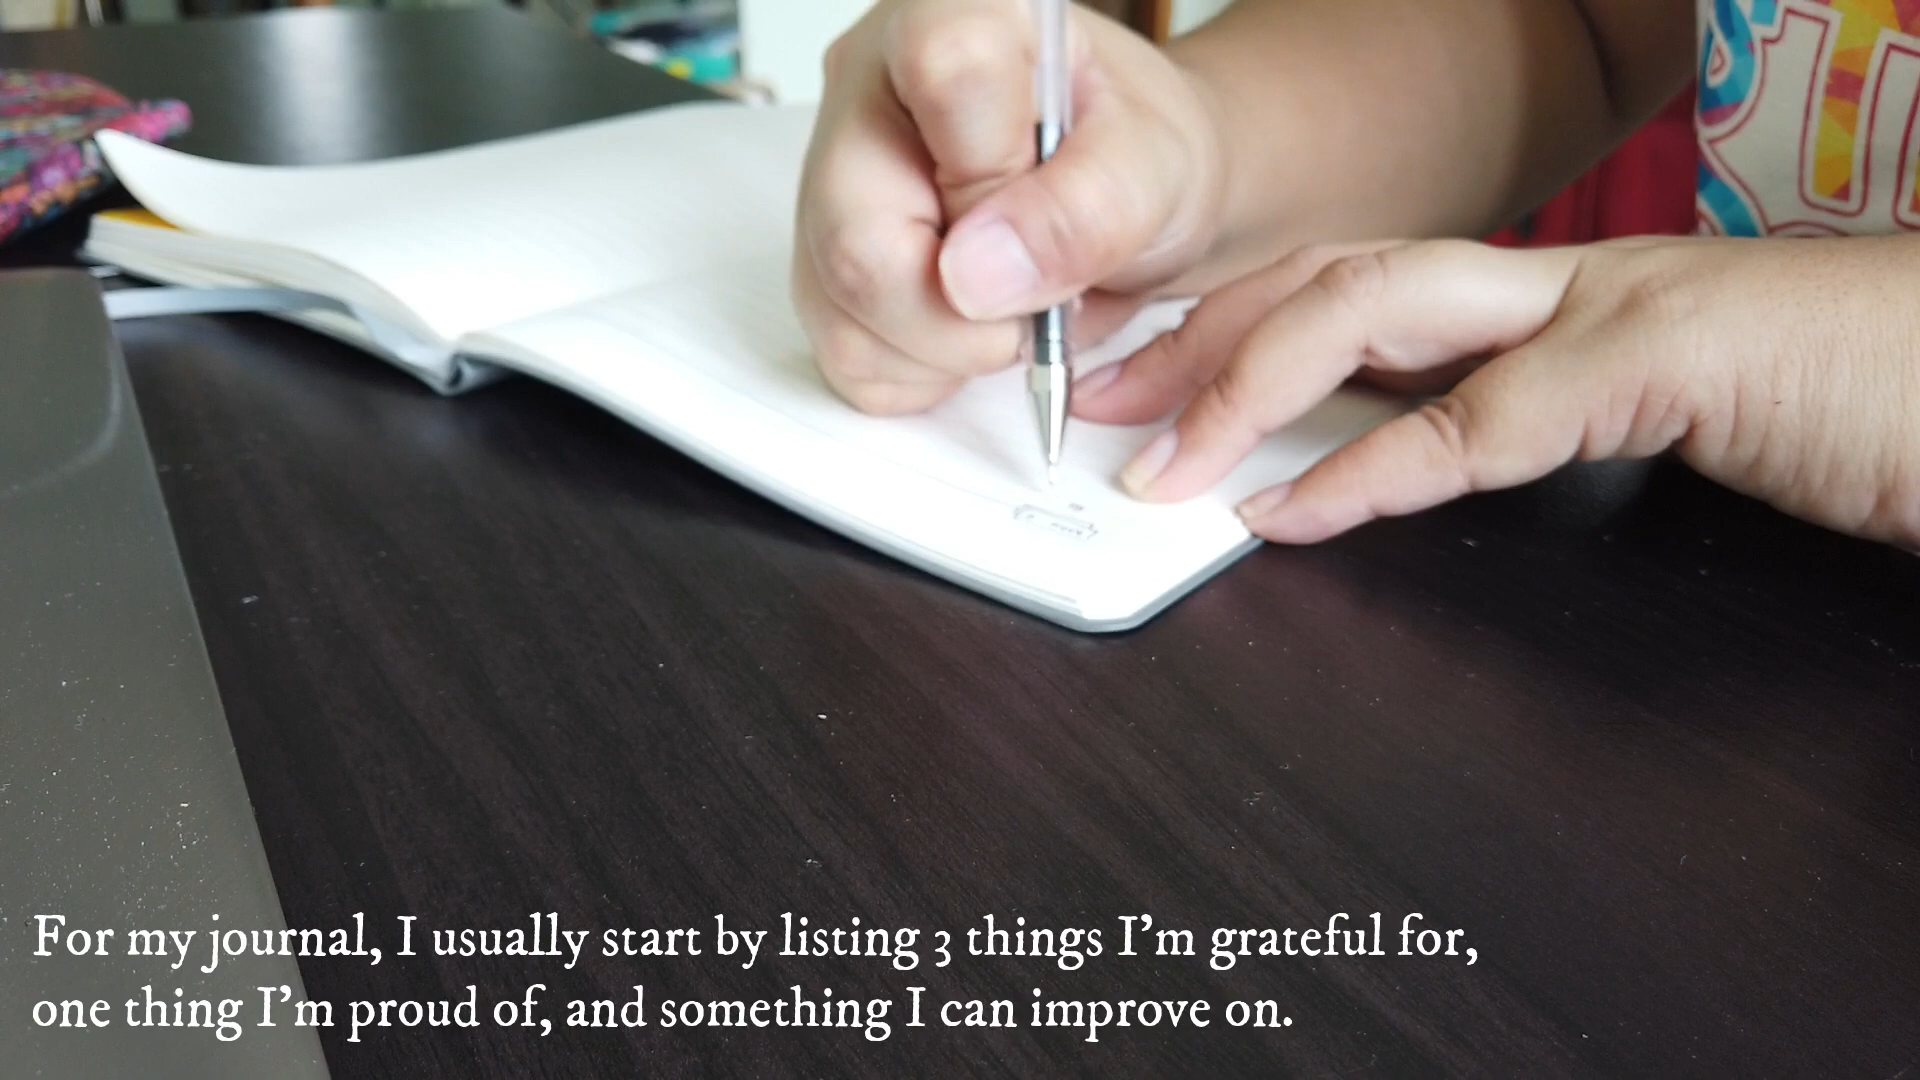 For my journal, I usually start by listing 3 things I'm grateful for,
one thing I'm proud of, and something I can improve on.